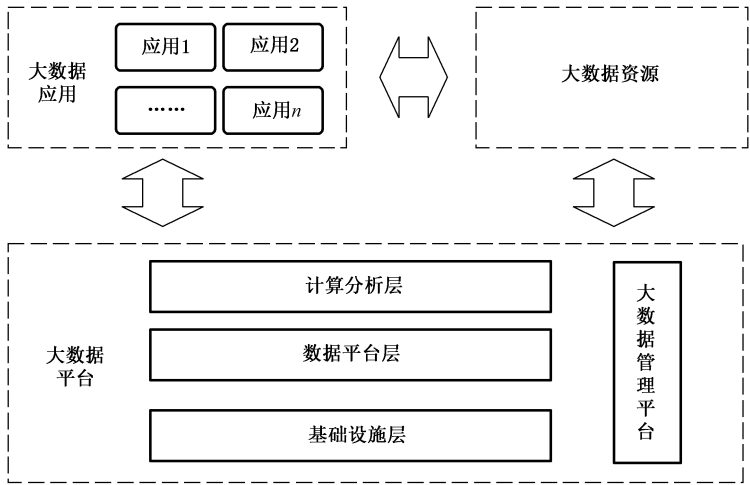 大数据
应用
应用1
应用2
……
应用n
大数据资源
大数据
平台
计算分析层
数据平台层
基础设施层
大数据管理平台